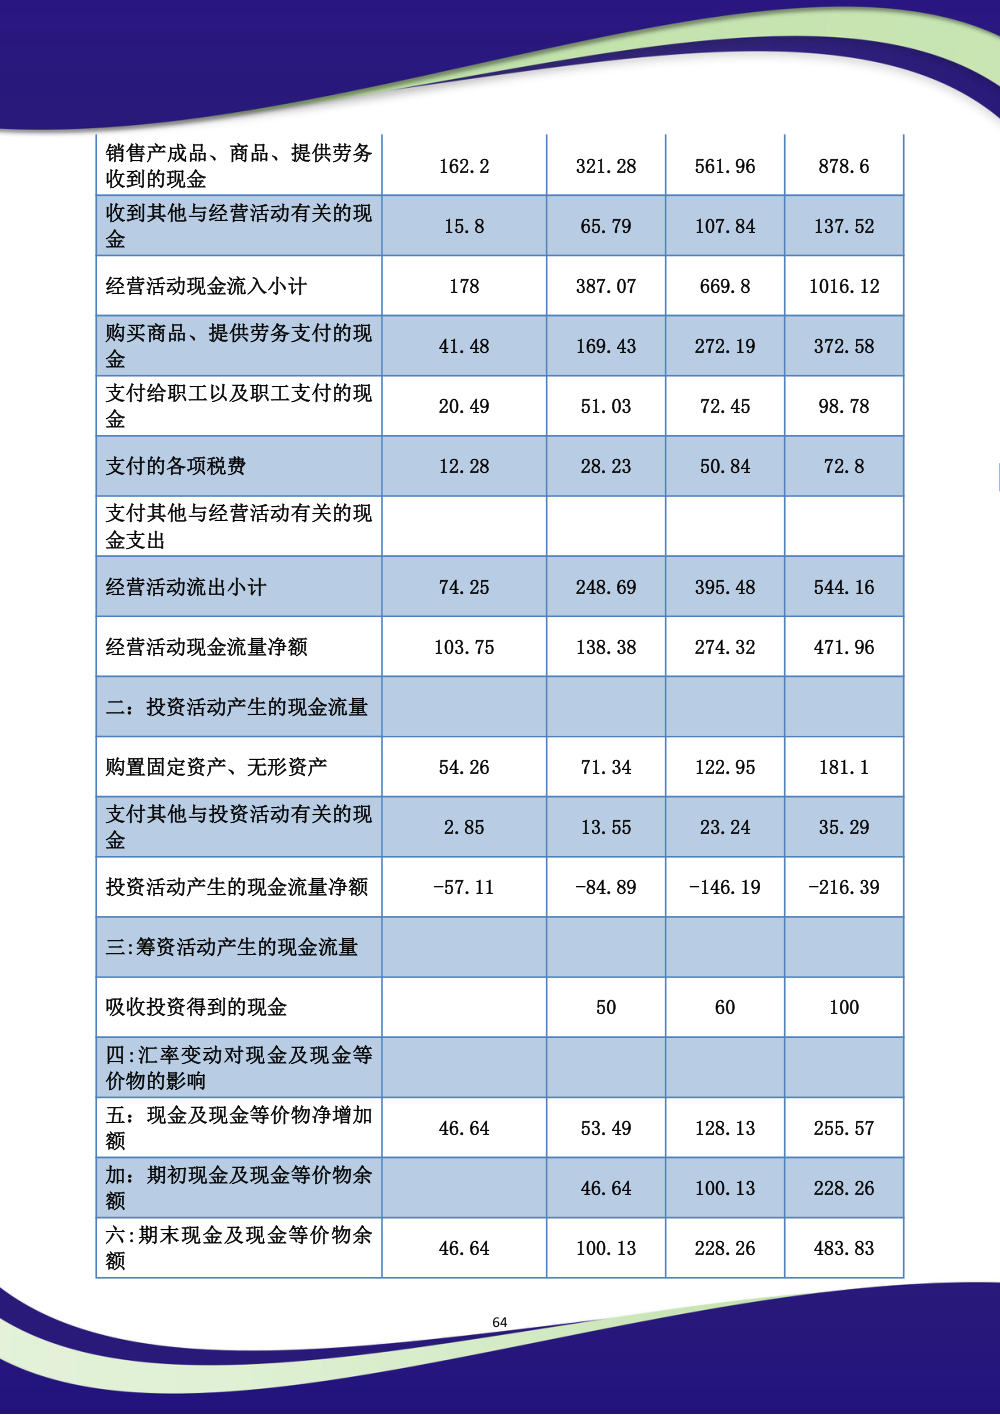 销售产成品、商品、提供劳务
收到的现金 162.2 321.28 561.96 878.6
收到其他与经营活动有关的现
金 15.8 65.79 107.84 137.52
经营活动现金流入小计 178 387.07 669.8 1016.12
购买商品、提供劳务支付的现
金 41.48 169.43 272.19 372.58
支付给职工以及职工支付的现
金 20.49 51.03 72.45 98.78
支付的各项税费 12.28 28.23 50.84 72.8
支付其他与经营活动有关的现
金支出
经营活动流出小计 74.25 248.69 395.48 544.16
经营活动现金流量净额 103.75 138.38 274.32 471.96
二：投资活动产生的现金流量
购置固定资产、无形资产 54.26 71.34 122.95 181.1
支付其他与投资活动有关的现
金 2.85 13.55 23.24 35.29
投资活动产生的现金流量净额 -57.11 -84.89 -146.19 -216.39
三:筹资活动产生的现金流量
吸收投资得到的现金 50 60 100
四:汇率变动对现金及现金等
价物的影响
五：现金及现金等价物净增加
额 46.64 53.49 128.13 255.57
加：期初现金及现金等价物余
额 46.64 100.13 228.26
六:期末现金及现金等价物余
额 46.64 100.13 228.26 483.83
64